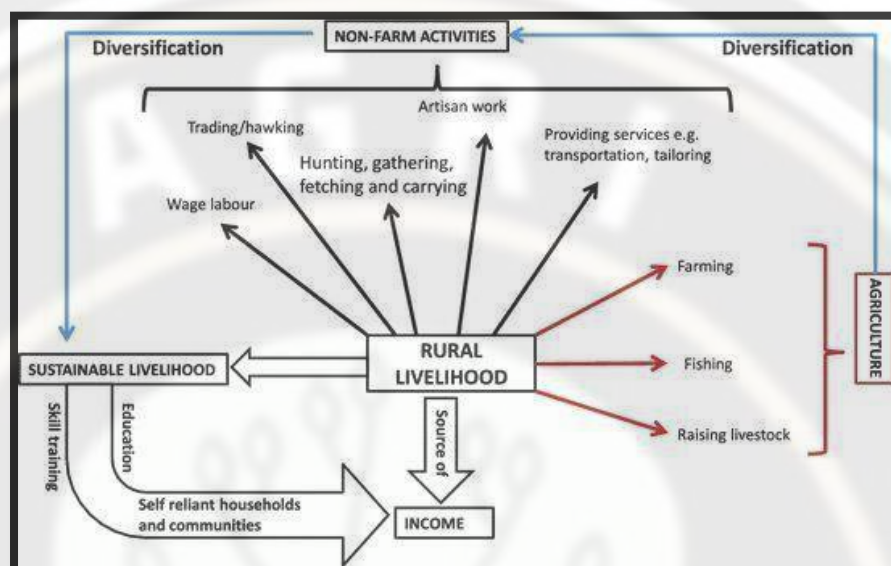 NON-FARM ACTIVITIES
Diversification
Diversification
Artisan work
Trading/hawking
Providing services e.g.
transportation, tailoring
Hunting, gathering,
fetching and carrying
Wage labour
Farming
AGRICULTURE
RURAL
LIVELIHOOD
SUSTAINABLE LIVELIHOOD
Fishing
Raising livestock
Skill training
Education
Source of
Self reliant households
and communities
INCOME
A G R I